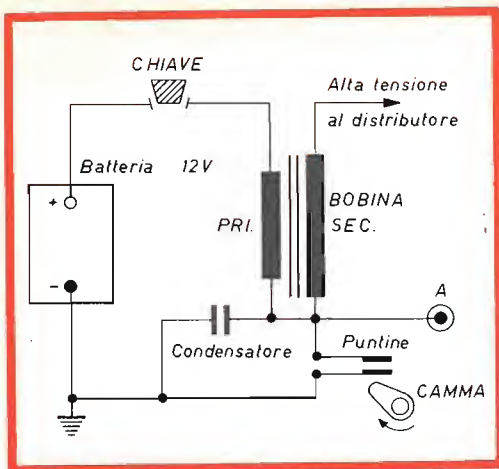 CHIAVE
Alta tensione
al distributore
Batteria 12V
+
BOBINA
PRI.
SEC.
-
A
Condensatore
Puntine
CAMMA